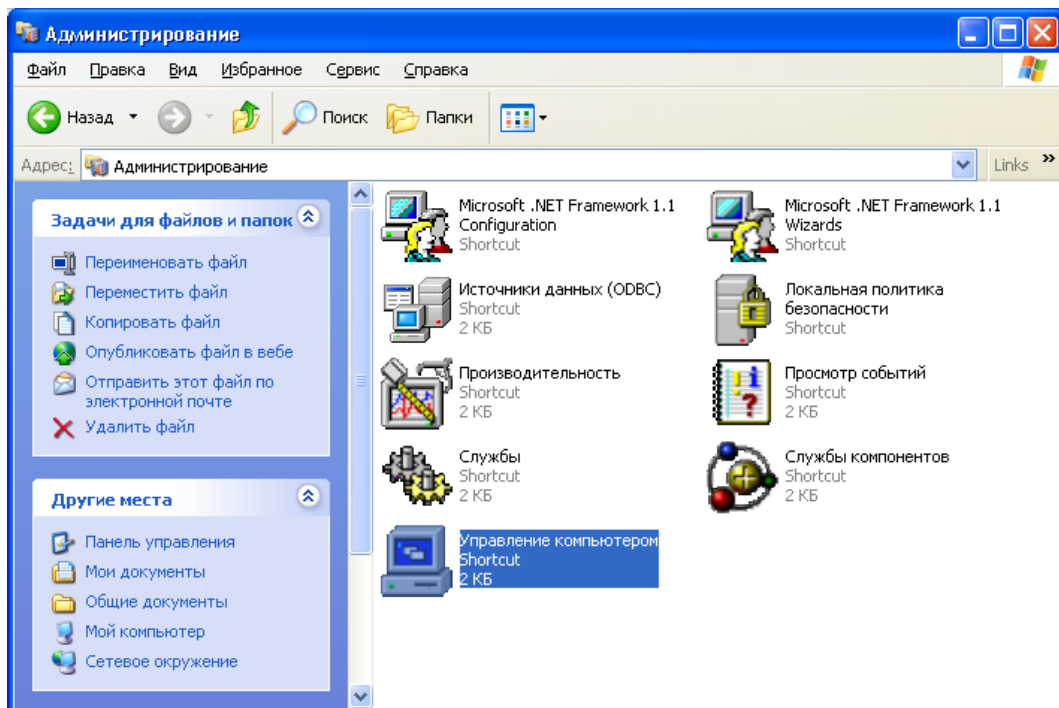 Администрирование
Файл Правка Вид Избранное Сервис Справка
Назад Поиск Папки
Адрес: Администрирование Links »
Задачи для файлов и папок
Переименовать файл
Переместить файл
Копировать файл
Опубликовать файл в вебе
Отправить этот файл по
электронной почте
Удалить файл
Другие места
Панель управления
Мои документы
Общие документы
Мой компьютер
Сетевое окружение
Microsoft .NET Framework 1.1
Configuration
Shortcut
Microsoft .NET Framework 1.1
Wizards
Shortcut
Источники данных (ODBC)
Shortcut
2 КБ
Локальная политика
безопасности
Shortcut
Производительность
Shortcut
2 КБ
Просмотр событий
Shortcut
2 КБ
Службы
Shortcut
2 КБ
Службы компонентов
Shortcut
2 КБ
Управление компьютером
Shortcut
2 КБ